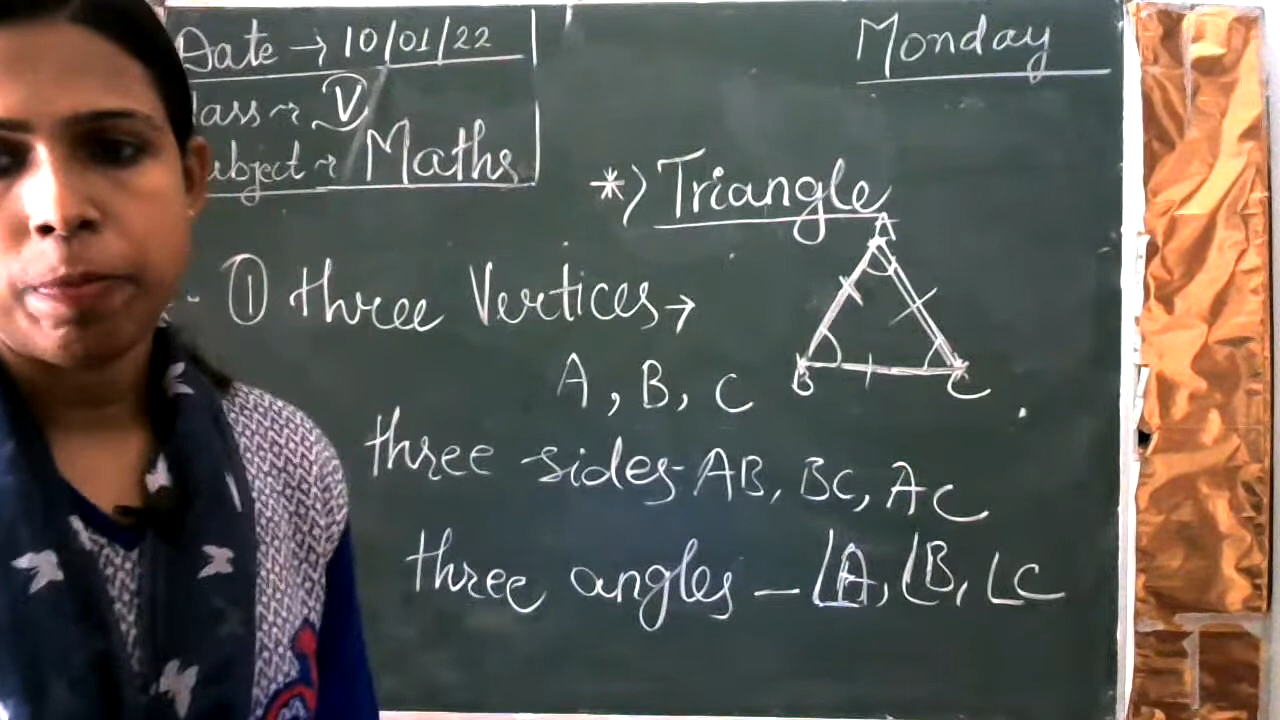 Date → 10/01/22
Monday
lass → V
ubject → Maths
*) Triangle
A
① three Vertices →
B C
A, B, C
three sides - AB, BC, AC
three angles - ∠A, ∠B, ∠C